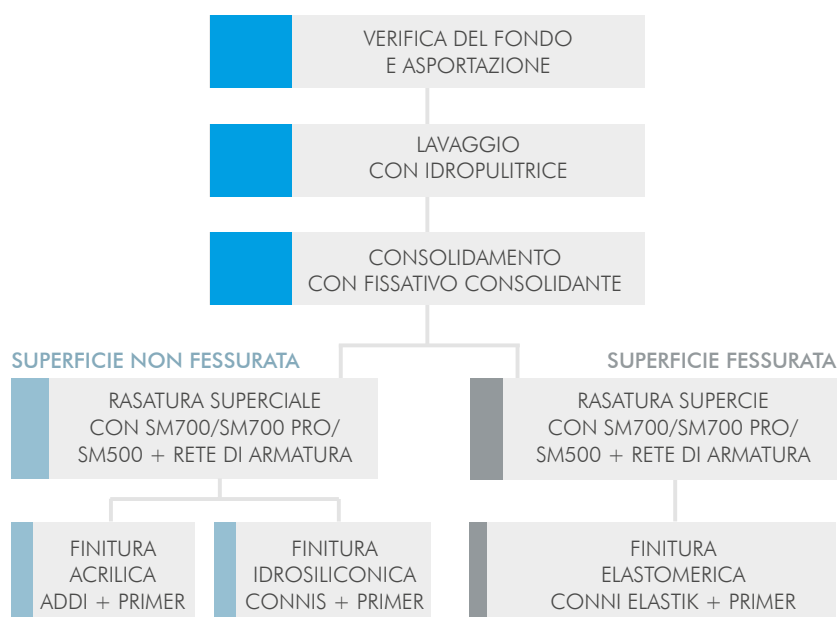 VERIFICA DEL FONDO
E ASPORTAZIONE
LAVAGGIO
CON IDROPULITRICE
CONSOLIDAMENTO
CON FISSATIVO CONSOLIDANTE
SUPERFICIE NON FESSURATA
SUPERFICIE FESSURATA
RASATURA SUPERCIALE
CON SM700/SM700 PRO/
SM500 + RETE DI ARMATURA
RASATURA SUPERCIE
CON SM700/SM700 PRO/
SM500 + RETE DI ARMATURA
FINITURA
ACRILICA
ADDI + PRIMER
FINITURA
IDROSILICONICA
CONNIS + PRIMER
FINITURA
ELASTOMERICA
CONNI ELASTIK + PRIMER